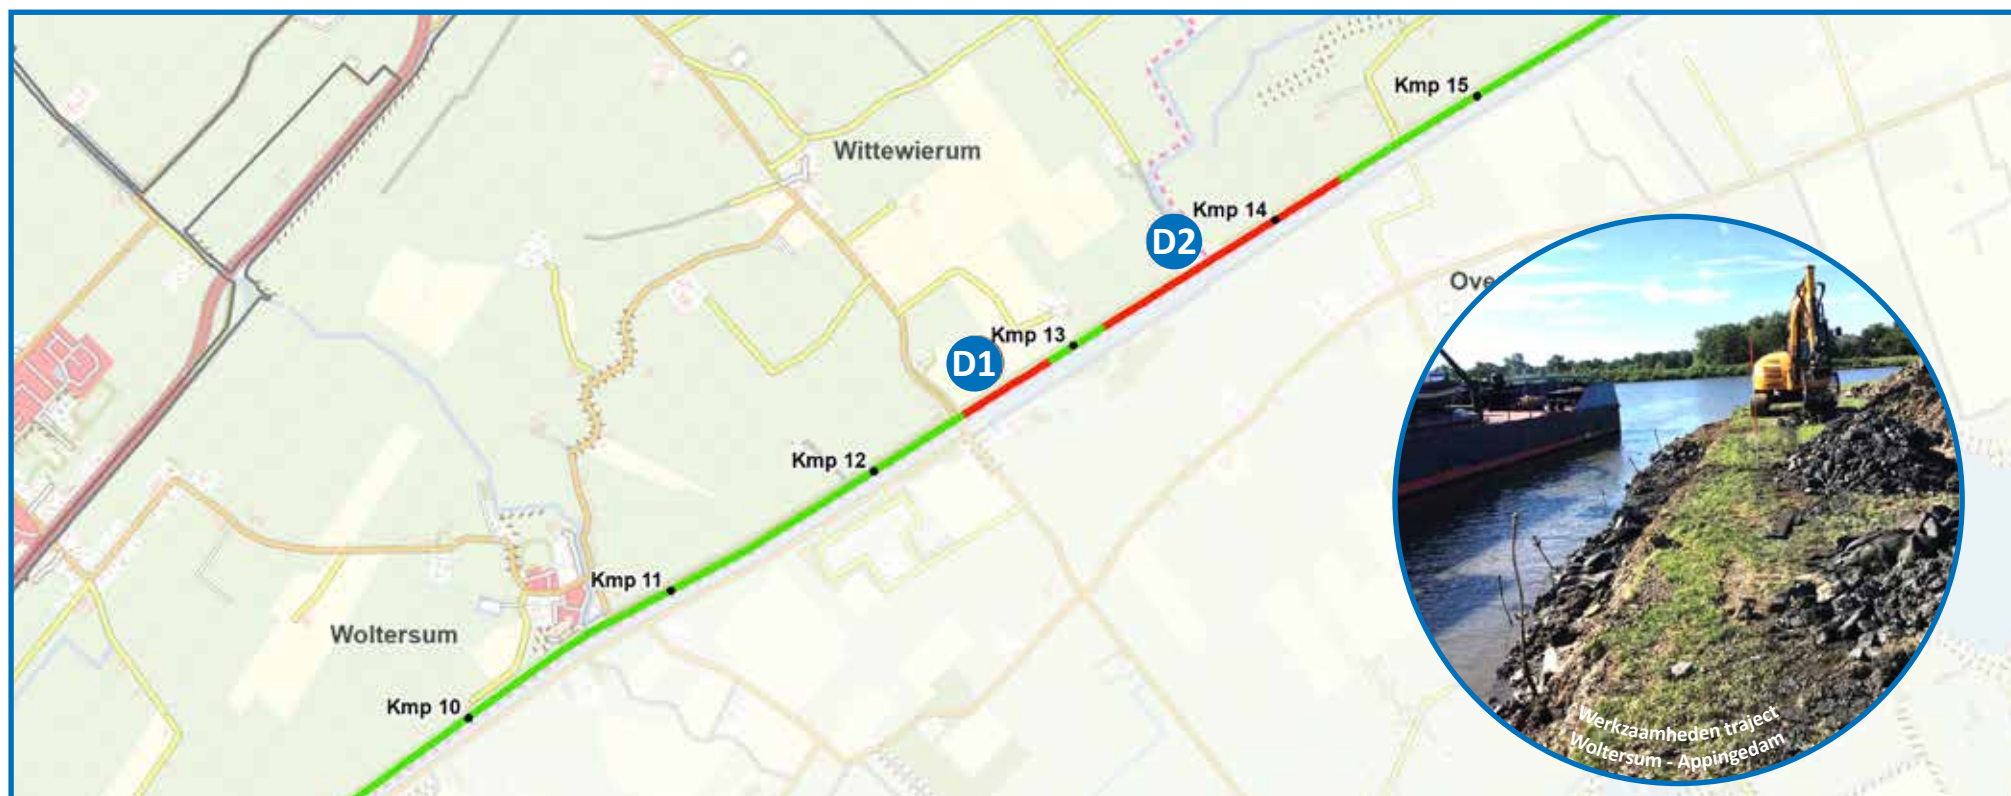 Kmp 15
Wittewierum
Kmp 14
D2
Ove
Kmp 13
D1
Kmp 12
Kmp 11
Woltersum
Kmp 10
Werkzaamheden traject
Woltersum - Appingedam